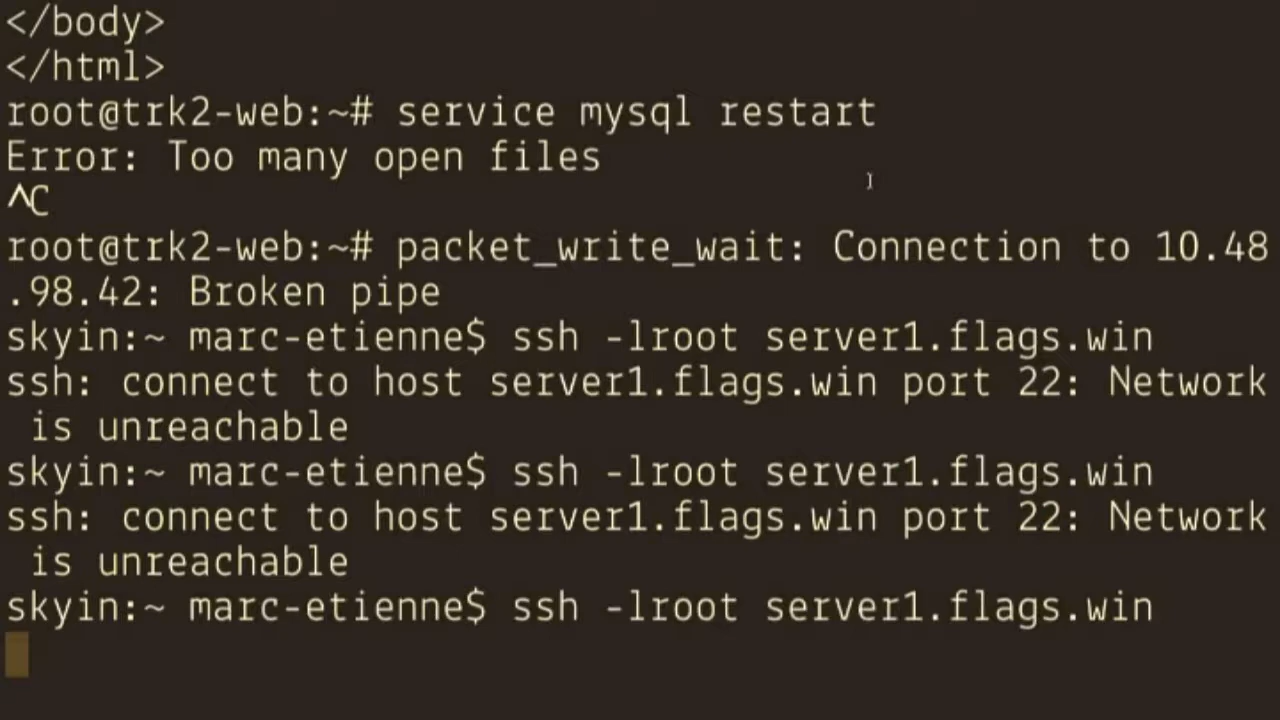 </body>
</html>
root@trk2-web:~# service mysql restart
Error: Too many open files
^C
root@trk2-web:~# packet_write_wait: Connection to 10.48
.98.42: Broken pipe
skyin:~ marc-etienne$ ssh -lroot server1.flags.win
ssh: connect to host server1.flags.win port 22: Network
 is unreachable
skyin:~ marc-etienne$ ssh -lroot server1.flags.win
ssh: connect to host server1.flags.win port 22: Network
 is unreachable
skyin:~ marc-etienne$ ssh -lroot server1.flags.win